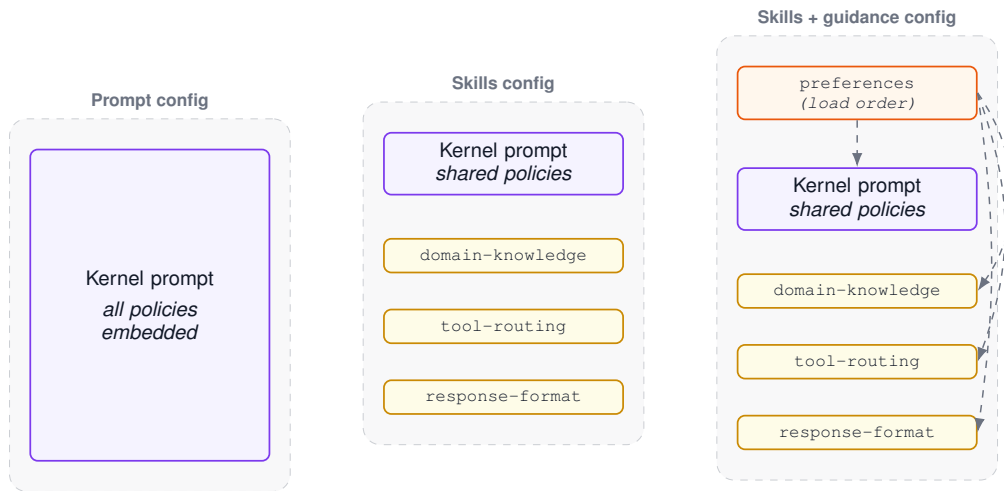 Prompt config
Kernel prompt
all policies
embedded
Skills config
Kernel prompt
shared policies
domain-knowledge
tool-routing
response-format
Skills + guidance config
preferences
(load order)
Kernel prompt
shared policies
domain-knowledge
tool-routing
response-format